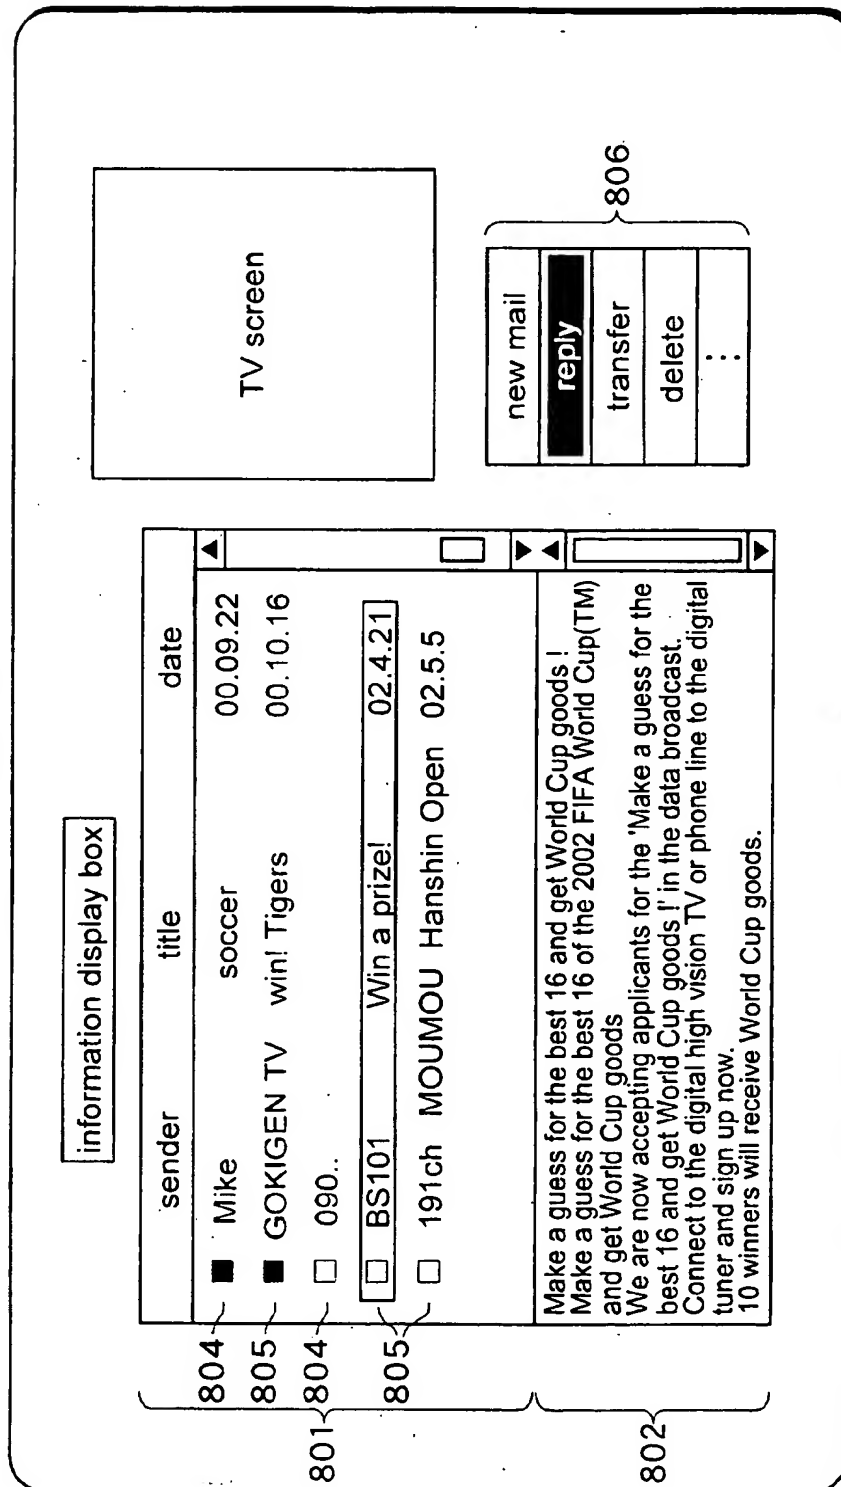 information display box
sender title date
804 ■ Mike soccer 00.09.22
805 ■ GOKIGEN TV win! Tigers 00.10.16
804 □ 090..
805 □ BS101 Win a prize! 02.4.21
□ 191ch MOUMOU Hanshin Open 02.5.5
801
Make a guess for the best 16 and get World Cup goods !
Make a guess for the best 16 of the 2002 FIFA World Cup(TM)
and get World Cup goods
We are now accepting applicants for the 'Make a guess for the
best 16 and get World Cup goods !' in the data broadcast.
Connect to the digital high vision TV or phone line to the digital
tuner and sign up now.
10 winners will receive World Cup goods.
802
TV screen
new mail
reply
transfer
delete
⋮
806